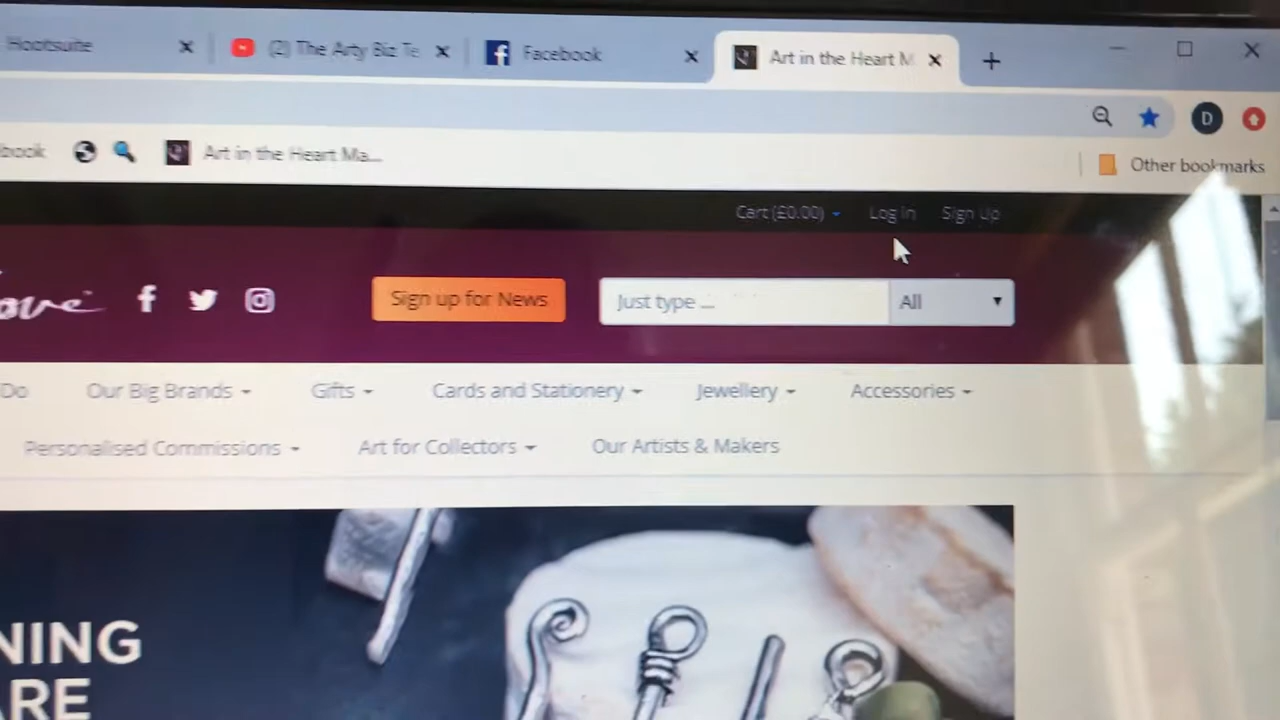 Hootsuite
(2) The Arty Biz Te
Facebook
Art in the Heart M
D
book
Art in the Heart Ma...
Other bookmarks
Cart (£0.00)
Log In
Sign Up
Sign up for News
Just type ...
All
Do
Our Big Brands
Gifts
Cards and Stationery
Jewellery
Accessories
Personalised Commissions
Art for Collectors
Our Artists & Makers
NING
ARE